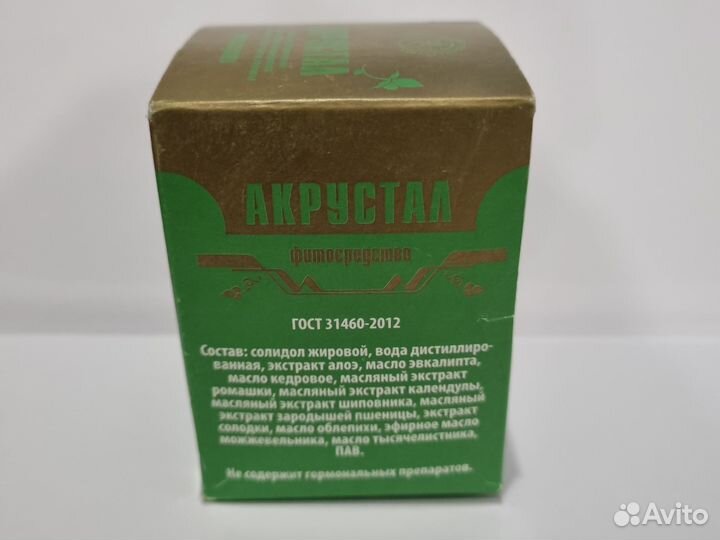 АКРУСТАЛ
фитосредство
ГОСТ 31460-2012
Состав: солидол жировой, вода дистиллиро-
ванная, экстракт алоэ, масло эвкалипта,
масло кедровое, масляный экстракт
ромашки, масляный экстракт календулы,
масляный экстракт шиповника, масляный
экстракт зародышей пшеницы, экстракт
солодки, масло облепихи, эфирное масло
можжевельника, масло тысячелистника,
ПАВ.
Не содержит гормональных препаратов.
Avito